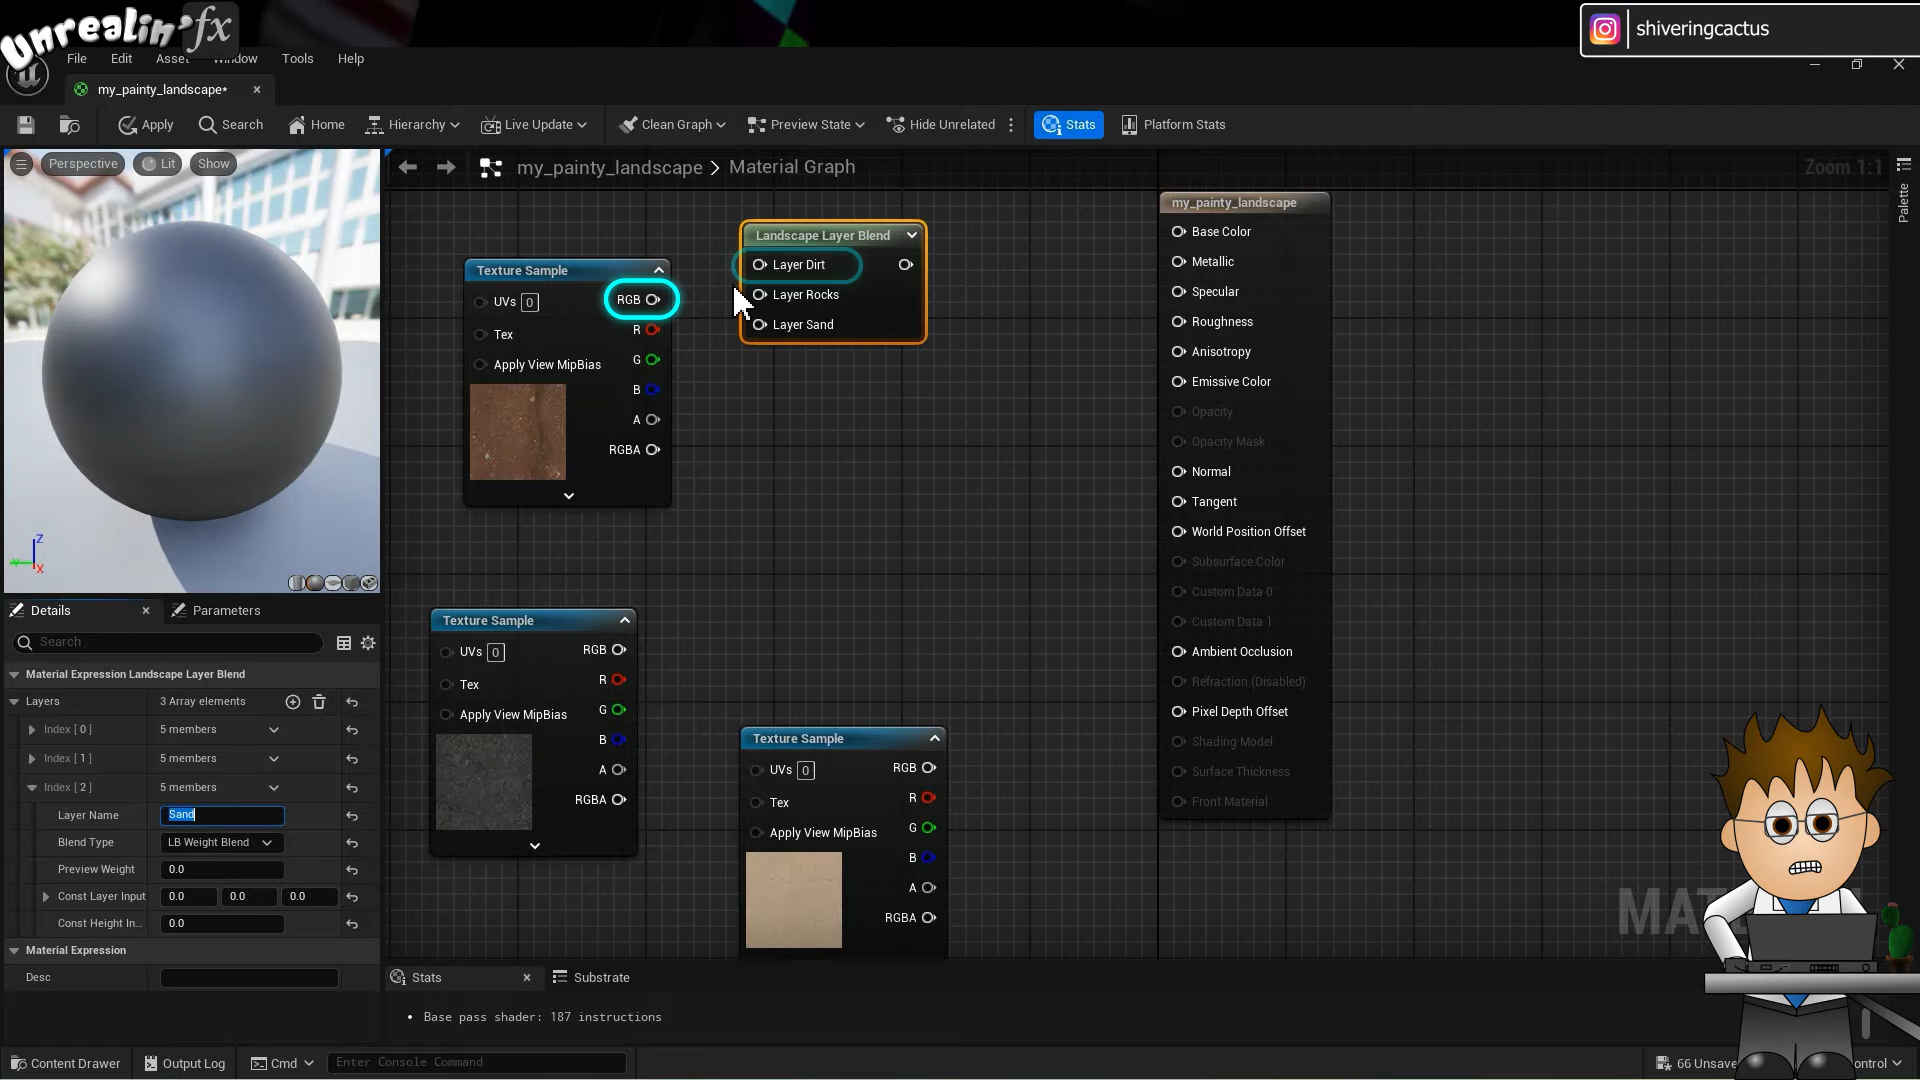 Unrealin' fx
shiveringcactus
File Edit Asset Window Tools Help
my_painty_landscape*
Apply Search Home Hierarchy Live Update Clean Graph Preview State Hide Unrelated Stats Platform Stats
Perspective Lit Show
my_painty_landscape > Material Graph
Zoom 1:1
Palette
my_painty_landscape
Base Color
Metallic
Specular
Roughness
Anisotropy
Emissive Color
Opacity
Opacity Mask
Normal
Tangent
World Position Offset
Subsurface Color
Custom Data 0
Custom Data 1
Ambient Occlusion
Refraction (Disabled)
Pixel Depth Offset
Shading Model
Surface Thickness
Front Material
Landscape Layer Blend
Layer Dirt
Layer Rocks
Layer Sand
Texture Sample
UVs 0 RGB
R
Tex
G
Apply View MipBias
B
A
RGBA
Texture Sample
UVs 0 RGB
R
Tex
G
Apply View MipBias
B
A
RGBA
Texture Sample
UVs 0 RGB
R
Tex
G
Apply View MipBias
B
A
RGBA
Z
Y
X
Details Parameters
Search
Material Expression Landscape Layer Blend
Layers 3 Array elements
Index [ 0 ] 5 members
Index [ 1 ] 5 members
Index [ 2 ] 5 members
Layer Name Sand
Blend Type LB Weight Blend
Preview Weight 0.0
Const Layer Input 0.0 0.0 0.0
Const Height In... 0.0
Material Expression
Desc
Stats Substrate
• Base pass shader: 187 instructions
Content Drawer Output Log Cmd Enter Console Command
66 Unsave
ontrol